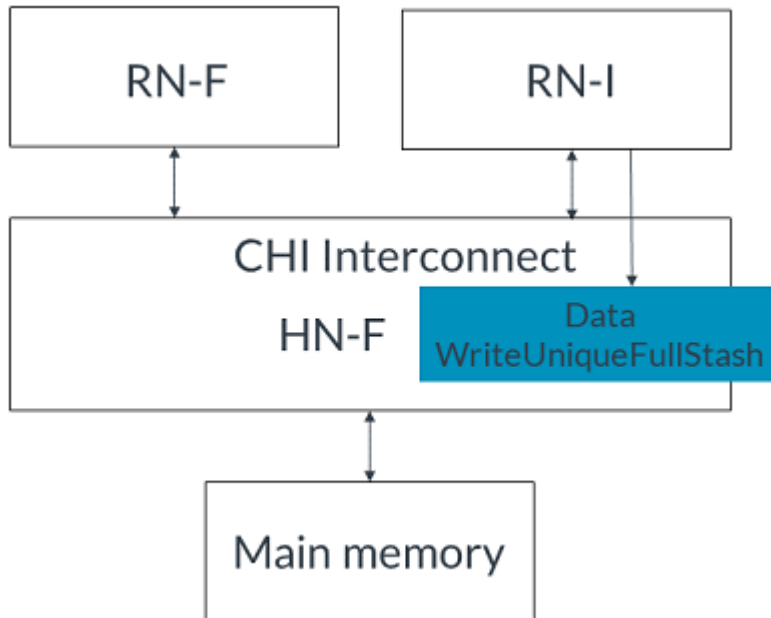 RN-F
RN-I
CHI Interconnect
HN-F
Data
WriteUniqueFullStash
Main memory